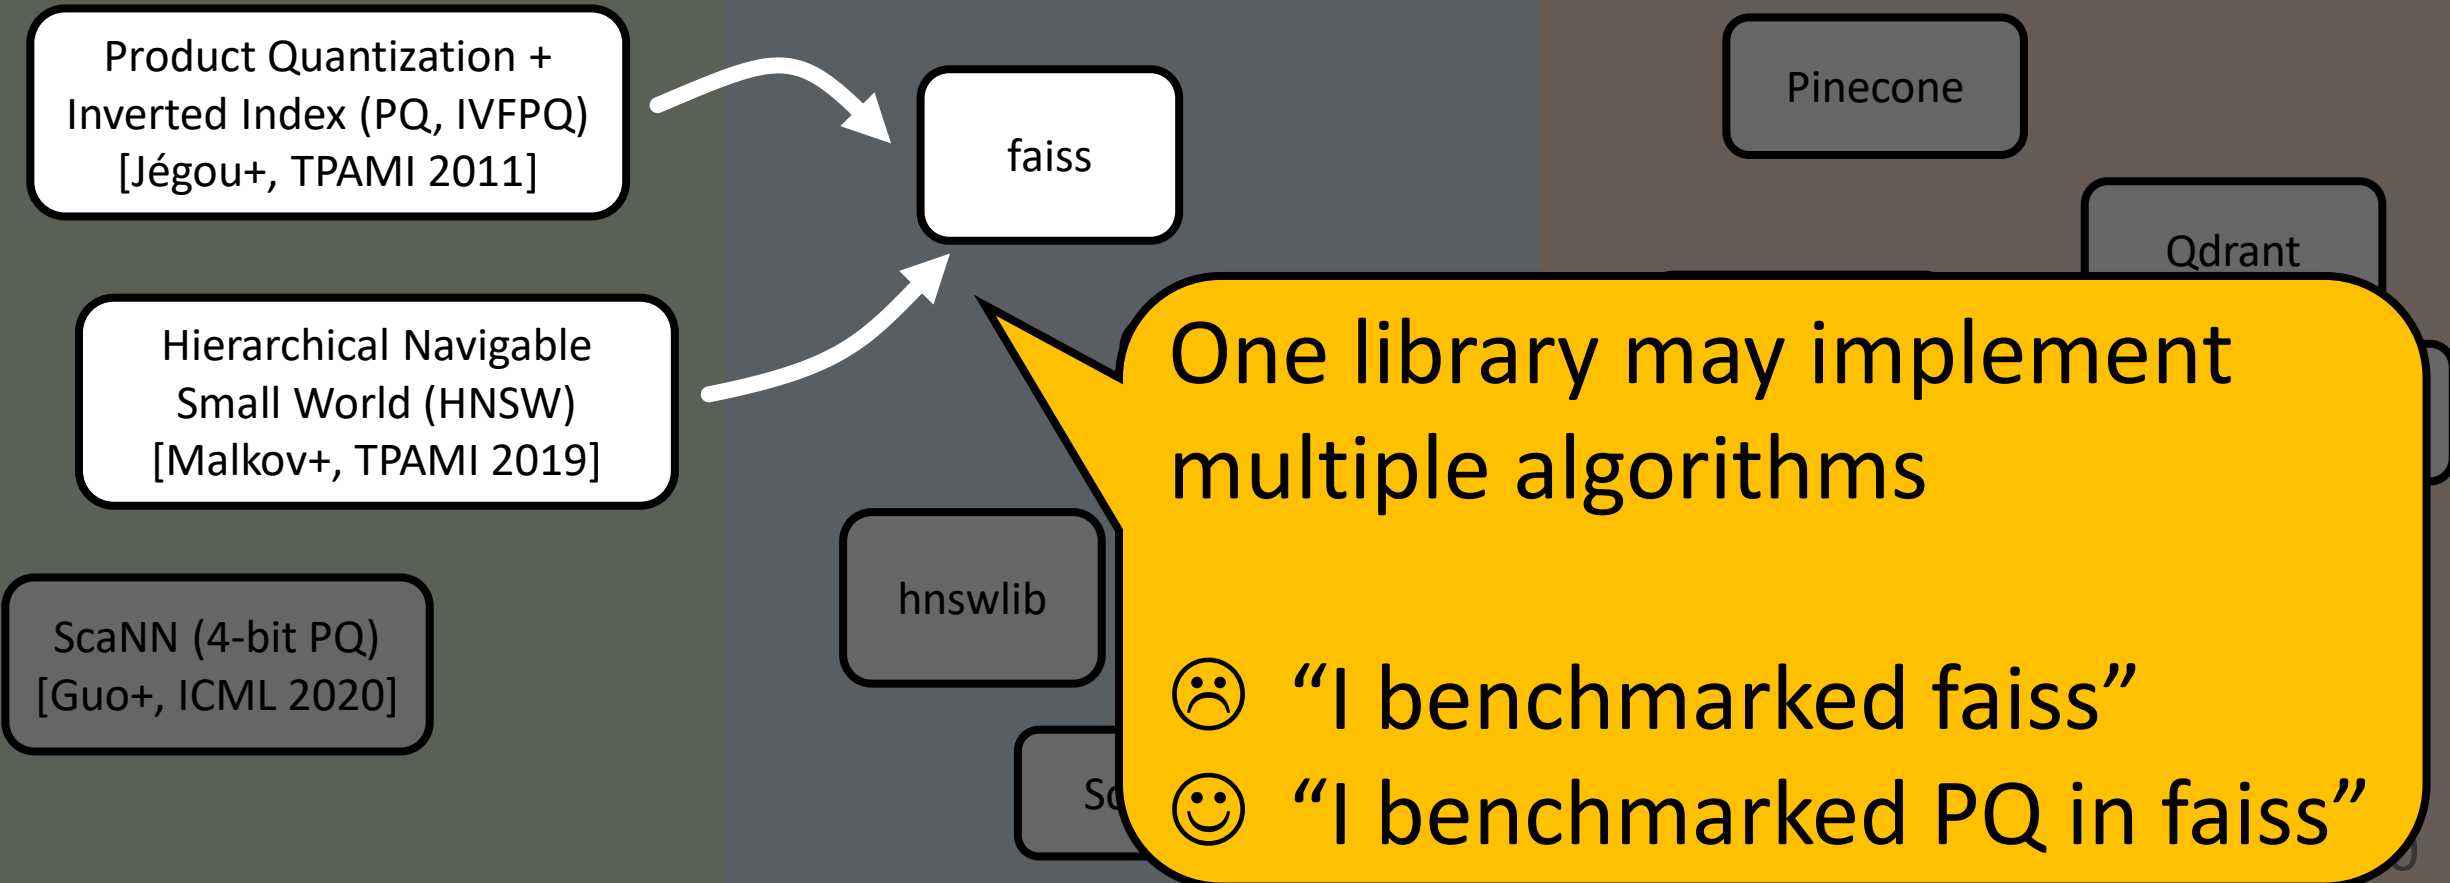 Product Quantization +
Inverted Index (PQ, IVFPQ)
[Jégou+, TPAMI 2011]
Hierarchical Navigable
Small World (HNSW)
[Malkov+, TPAMI 2019]
ScaNN (4-bit PQ)
[Guo+, ICML 2020]
faiss
hnswlib
Pinecone
Qdrant
One library may implement
multiple algorithms
☹ “I benchmarked faiss”
☺ “I benchmarked PQ in faiss”